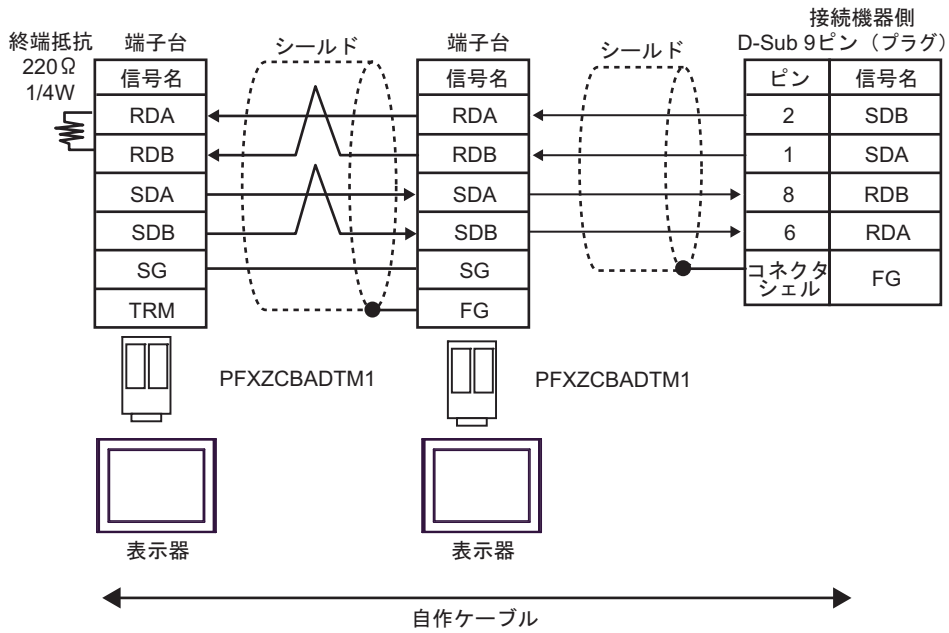 接続機器側
終端抵抗 端子台 シールド 端子台 シールド D-Sub 9ピン（プラグ）
220Ω 信号名 信号名 ピン 信号名
1/4W
RDA RDA 2 SDB
RDB RDB 1 SDA
SDA SDA 8 RDB
SDB SDB 6 RDA
SG SG コネクタ
シェル FG
TRM FG
PFXZCBADTM1 PFXZCBADTM1
表示器 表示器
自作ケーブル